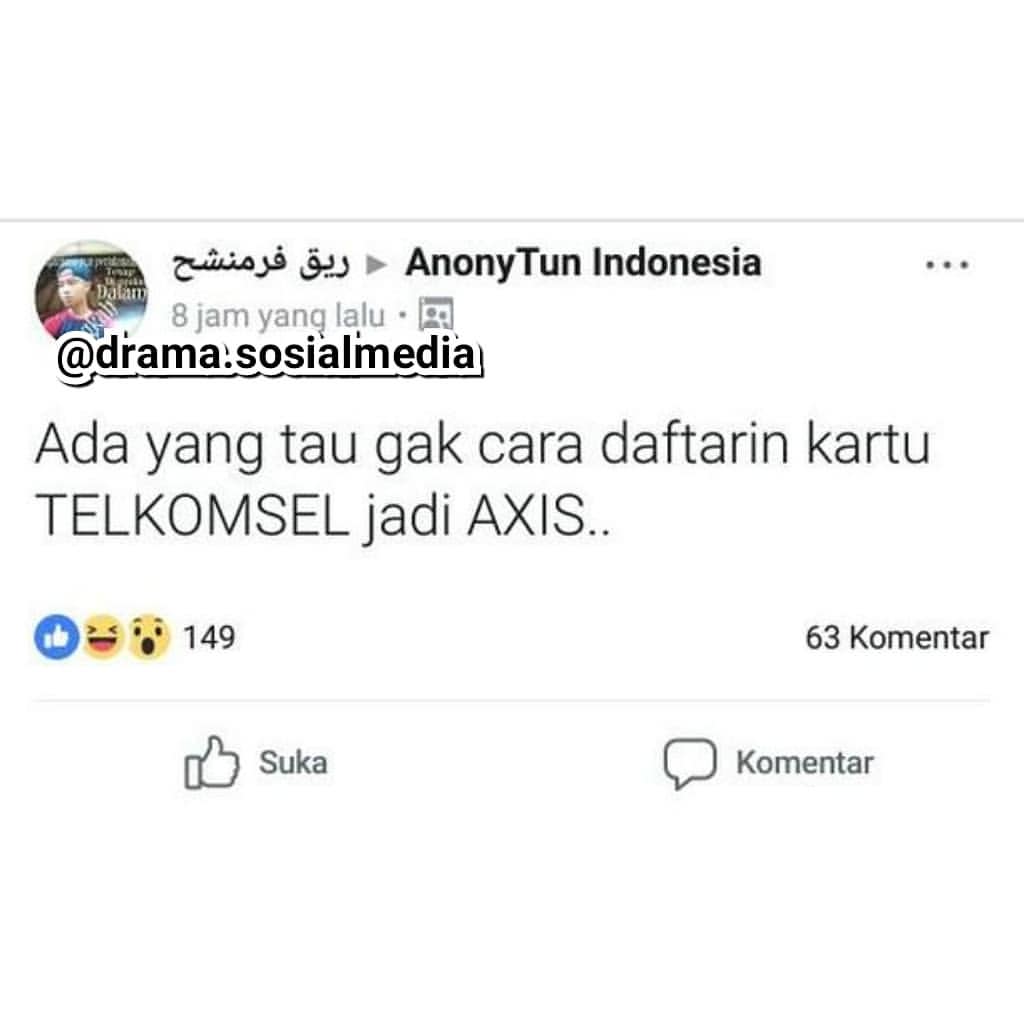 ريق فرمنشح ▸ AnonyTun Indonesia
8 jam yang lalu ·
@drama.sosialmedia
Ada yang tau gak cara daftarin kartu
TELKOMSEL jadi AXIS..
149
63 Komentar
Suka
Komentar